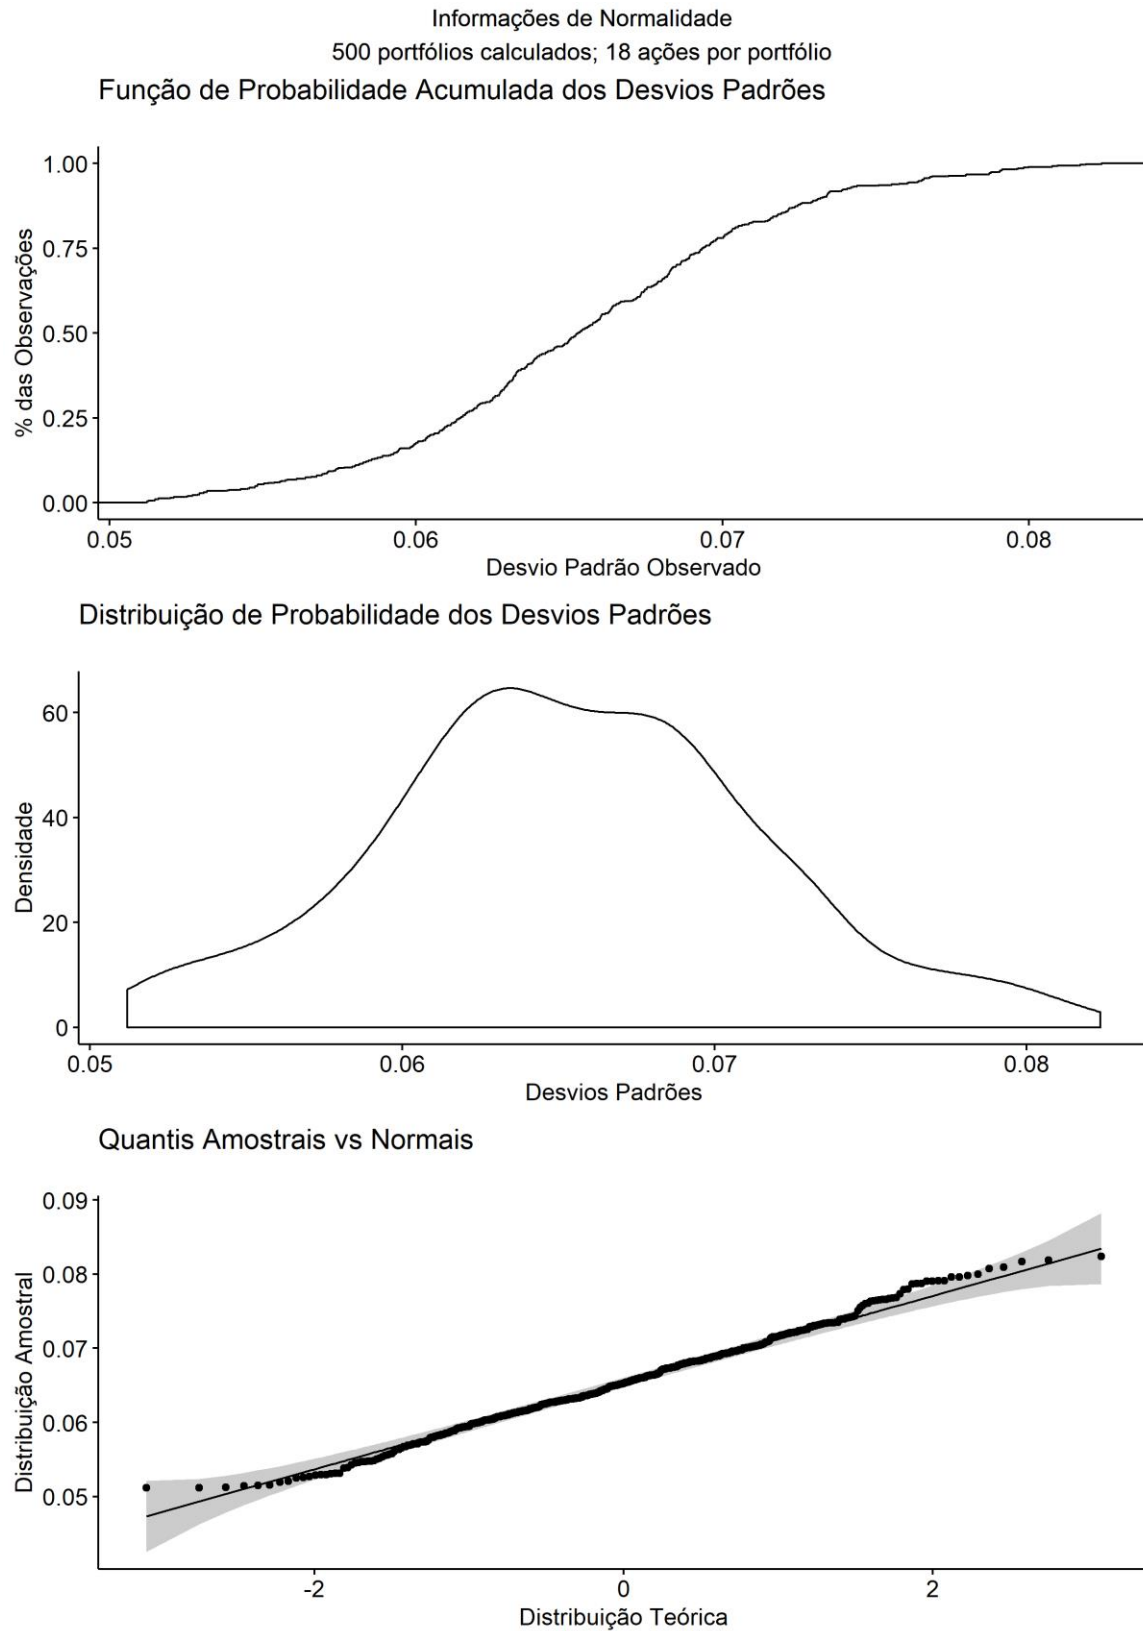 Informações de Normalidade
500 portfólios calculados; 18 ações por portfólio
Função de Probabilidade Acumulada dos Desvios Padrões
% das Observações
1.00
0.75
0.50
0.25
0.00
0.05 0.06 0.07 0.08
Desvio Padrão Observado
Distribuição de Probabilidade dos Desvios Padrões
Densidade
60
40
20
0
0.05 0.06 0.07 0.08
Desvios Padrões
Quantis Amostrais vs Normais
Distribuição Amostral
0.09
0.08
0.07
0.06
0.05
-2 0 2
Distribuição Teórica